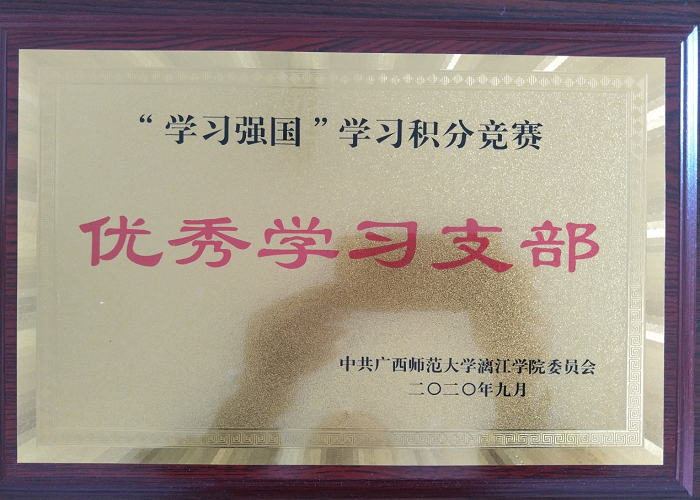 “学习强国”学习积分竞赛
优秀学习支部
中共广西师范大学漓江学院委员会
二〇二〇年九月